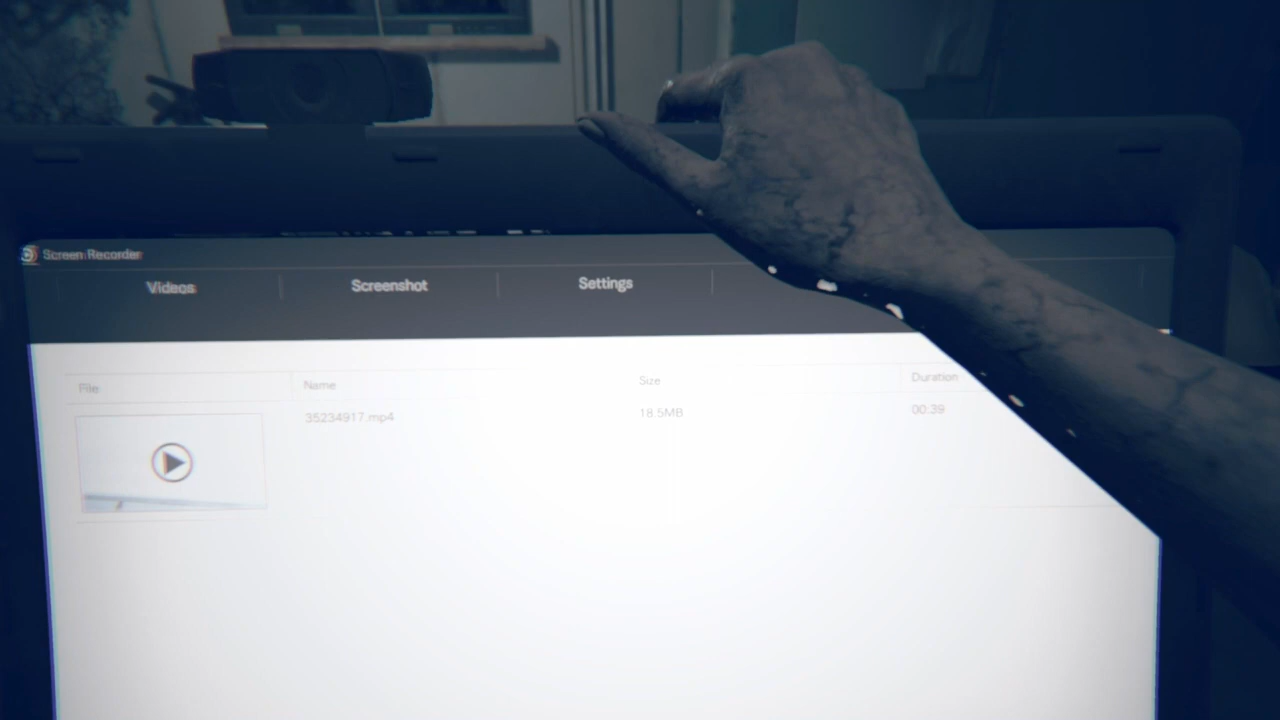 Screen Recorder
Videos Screenshot Settings
File Name Size Duration
35234917.mp4 18.5MB 00:39